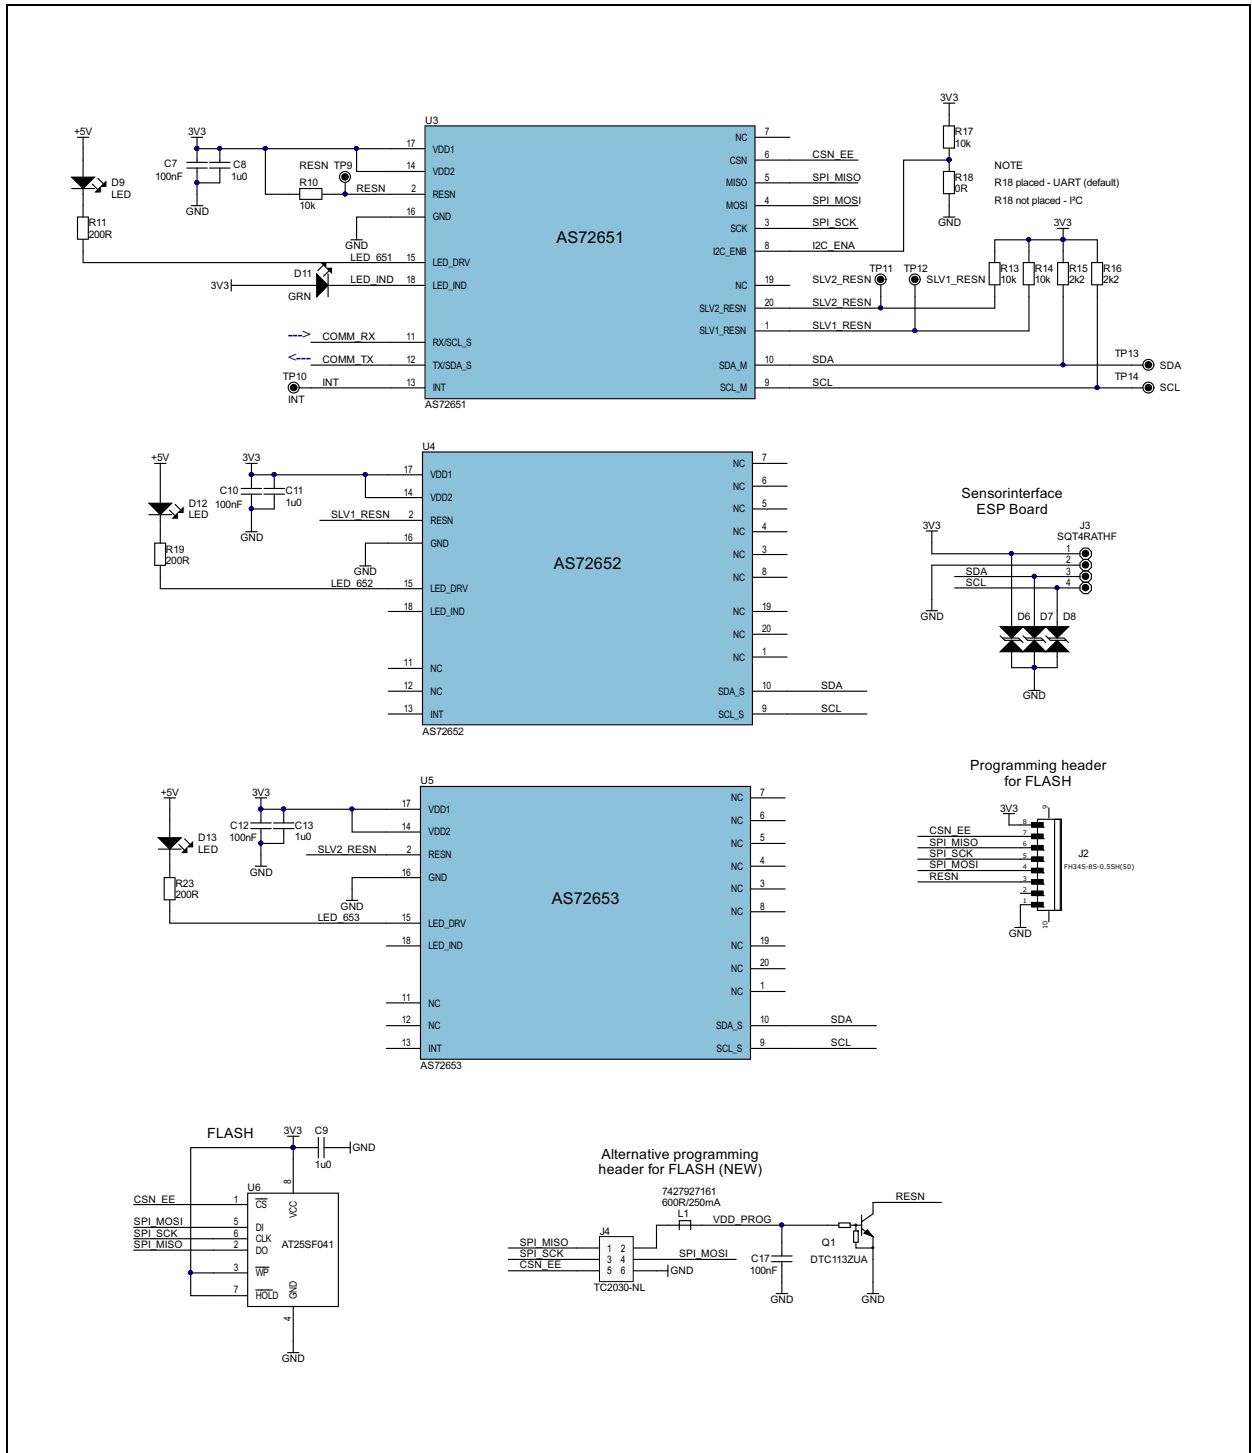 U3
AS72651
AS72651
+5V
D9
LED
R11
200R
3V3
C7
100nF
C8
1u0
GND
RESN TP9
R10
10k
RESN
GND
LED_651
D11
GRN
3V3
LED_IND
---> COMM_RX
<--- COMM_TX
TP10
INT
INT
17 VDD1
14 VDD2
2 RESN
16 GND
15 LED_DRV
18 LED_IND
11 RX/SCL_S
12 TX/SDA_S
13 INT
NC 7
CSN 6 CSN_EE
MISO 5 SPI_MISO
MOSI 4 SPI_MOSI
SCK 3 SPI_SCK
I2C_ENB 8 I2C_ENA
NC 19
SLV2_RESN 20 SLV2_RESN
SLV1_RESN 1 SLV1_RESN
SDA_M 10 SDA
SCL_M 9 SCL
3V3
R17
10k
R18
0R
GND
NOTE
R18 placed - UART (default)
R18 not placed - I²C
3V3
SLV2_RESN TP11 TP12 SLV1_RESN
R13
10k
R14
10k
R15
2k2
R16
2k2
TP13 SDA
TP14 SCL
U4
AS72652
AS72652
+5V
D12
LED
R19
200R
3V3
C10
100nF
C11
1u0
GND
SLV1_RESN
GND
LED_652
17 VDD1
14 VDD2
2 RESN
16 GND
15 LED_DRV
18 LED_IND
11 NC
12 NC
13 INT
NC 7
NC 6
NC 5
NC 4
NC 3
NC 8
NC 19
NC 20
NC 1
SDA_S 10 SDA
SCL_S 9 SCL
Sensorinterface
ESP Board
J3
SQT4RATHF
3V3
1
2
SDA 3
SCL 4
GND
D6 D7 D8
GND
U5
AS72653
AS72653
+5V
D13
LED
R23
200R
3V3
C12
100nF
C13
1u0
GND
SLV2_RESN
GND
LED_653
17 VDD1
14 VDD2
2 RESN
16 GND
15 LED_DRV
18 LED_IND
11 NC
12 NC
13 INT
NC 7
NC 6
NC 5
NC 4
NC 3
NC 8
NC 19
NC 20
NC 1
SDA_S 10 SDA
SCL_S 9 SCL
Programming header
for FLASH
3V3
9
8
CSN_EE 7
SPI_MISO 6
SPI_SCK 5
SPI_MOSI 4
RESN 3
2
1
10
GND
J2
FH34S-8S-0.5SH(50)
FLASH
3V3
C9
1u0
GND
U6
AT25SF041
8 VCC
CSN_EE 1 CS
SPI_MOSI 5 DI
SPI_SCK 6 CLK
SPI_MISO 2 DO
3 WP
7 HOLD
GND 4
GND
Alternative programming
header for FLASH (NEW)
7427927161
600R/250mA
L1
VDD_PROG
J4
SPI_MISO 1 2
SPI_SCK 3 4 SPI_MOSI
CSN_EE 5 6 GND
TC2030-NL
C17
100nF
GND
Q1
DTC113ZUA
RESN
GND